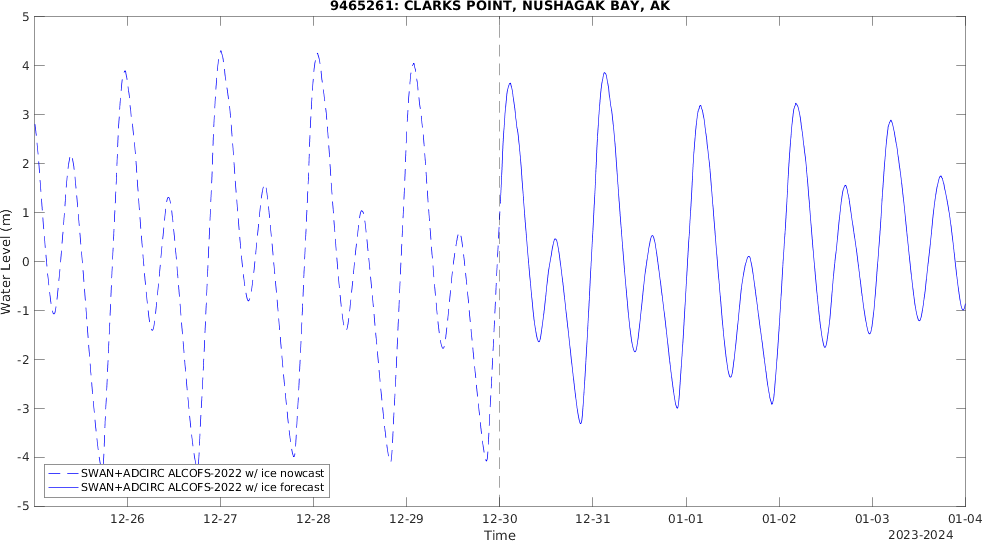 9465261: CLARKS POINT, NUSHAGAK BAY, AK
5
4
3
2
1
0
-1
-2
-3
-4
-5
Water Level (m)
SWAN+ADCIRC ALCOFS-2022 w/ ice nowcast
SWAN+ADCIRC ALCOFS-2022 w/ ice forecast
12-26 12-27 12-28 12-29 12-30 12-31 01-01 01-02 01-03 01-04
Time
2023-2024